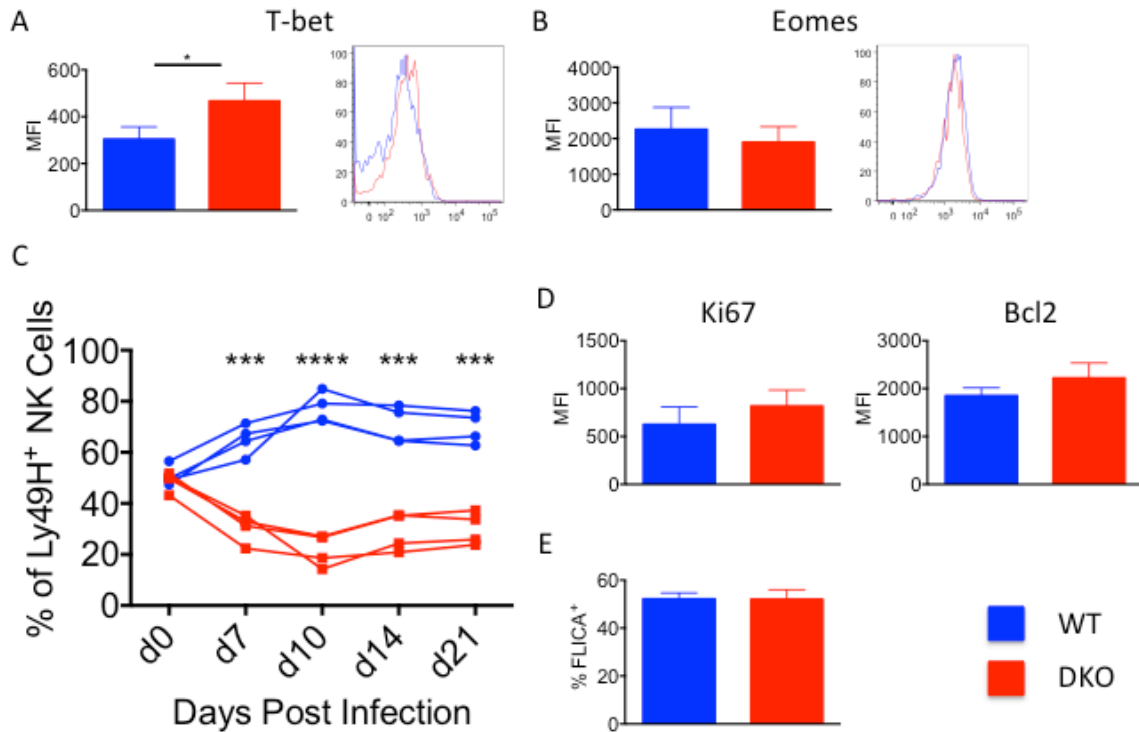 A T-bet
MFI
600
400
200
0
*
100
80
60
40
20
0
0 10² 10³ 10⁴ 10⁵
B Eomes
MFI
4000
3000
2000
1000
0
100
80
60
40
20
0
0 10² 10³ 10⁴ 10⁵
C
% of Ly49H⁺ NK Cells
100
80
60
40
20
0
*** **** *** ***
d0 d7 d10 d14 d21
Days Post Infection
D Ki67
MFI
1500
1000
500
0
Bcl2
MFI
3000
2000
1000
0
E
% FLICA⁺
60
40
20
0
WT
DKO